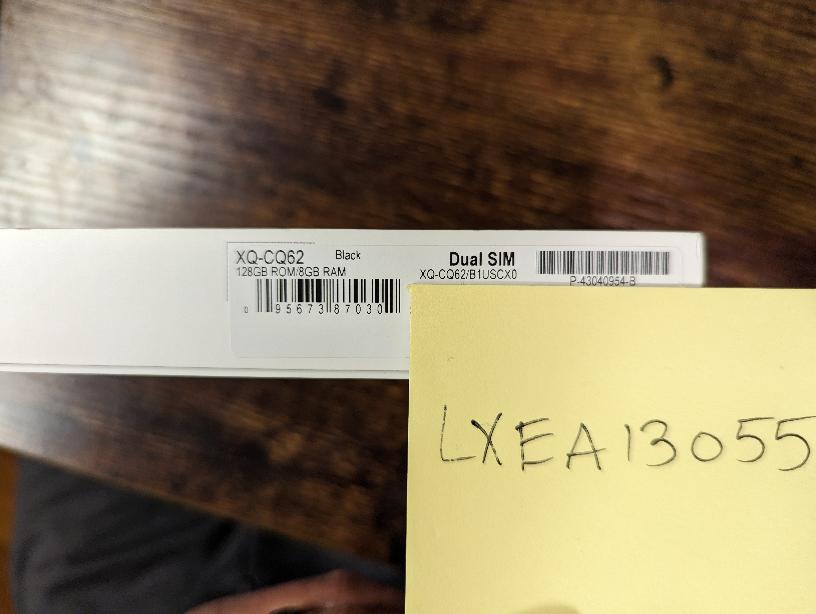 XQ-CQ62 Black Dual SIM
128GB ROM/8GB RAM XQ-CQ62/B1USCX0
P-43040954-B
0 95673 87030
LXEA13055